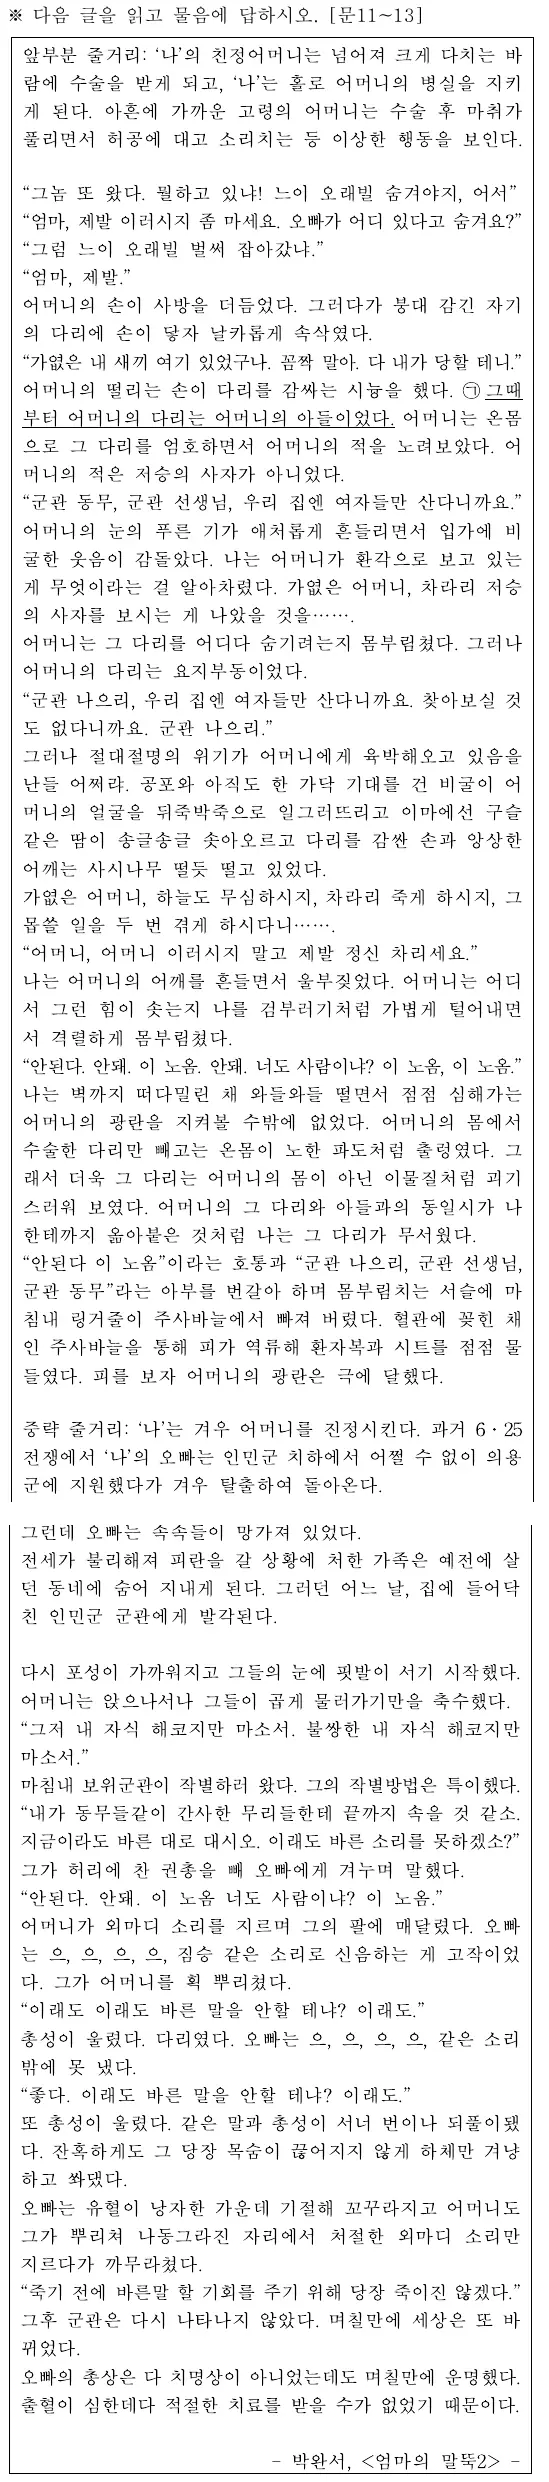 ※ 다음 글을 읽고 물음에 답하시오. [문11~13]
앞부분 줄거리: ‘나’의 친정어머니는 넘어져 크게 다치는 바
람에 수술을 받게 되고, ‘나’는 홀로 어머니의 병실을 지키
게 된다. 아흔에 가까운 고령의 어머니는 수술 후 마취가
풀리면서 허공에 대고 소리치는 등 이상한 행동을 보인다.
“그놈 또 왔다. 뭘하고 있냐! 느이 오래빌 숨겨야지, 어서”
“엄마, 제발 이러시지 좀 마세요. 오빠가 어디 있다고 숨겨요?”
“그럼 느이 오래빌 벌써 잡아갔냐.”
“엄마, 제발.”
어머니의 손이 사방을 더듬었다. 그러다가 붕대 감긴 자기
의 다리에 손이 닿자 날카롭게 속삭였다.
“가엾은 내 새끼 여기 있었구나. 꼼짝 말아. 다 내가 당할 테니.”
어머니의 떨리는 손이 다리를 감싸는 시늉을 했다. ㉠ 그때
부터 어머니의 다리는 어머니의 아들이었다. 어머니는 온몸
으로 그 다리를 엄호하면서 어머니의 적을 노려보았다. 어
머니의 적은 저승의 사자가 아니었다.
“군관 동무, 군관 선생님, 우리 집엔 여자들만 산다니까요.”
어머니의 눈의 푸른 기가 애처롭게 흔들리면서 입가에 비
굴한 웃음이 감돌았다. 나는 어머니가 환각으로 보고 있는
게 무엇이라는 걸 알아차렸다. 가엾은 어머니, 차라리 저승
의 사자를 보시는 게 나았을 것을…….
어머니는 그 다리를 어디다 숨기려는지 몸부림쳤다. 그러나
어머니의 다리는 요지부동이었다.
“군관 나으리, 우리 집엔 여자들만 산다니까요. 찾아보실 것
도 없다니까요. 군관 나으리.”
그러나 절대절명의 위기가 어머니에게 육박해오고 있음을
난들 어쩌랴. 공포와 아직도 한 가닥 기대를 건 비굴이 어
머니의 얼굴을 뒤죽박죽으로 일그러뜨리고 이마에선 구슬
같은 땀이 송글송글 솟아오르고 다리를 감싼 손과 앙상한
어깨는 사시나무 떨듯 떨고 있었다.
가엾은 어머니, 하늘도 무심하시지, 차라리 죽게 하시지, 그
몹쓸 일을 두 번 겪게 하시다니…….
“어머니, 어머니 이러시지 말고 제발 정신 차리세요.”
나는 어머니의 어깨를 흔들면서 울부짖었다. 어머니는 어디
서 그런 힘이 솟는지 나를 검부러기처럼 가볍게 털어내면
서 격렬하게 몸부림쳤다.
“안된다. 안돼. 이 노옴. 안돼. 너도 사람이냐? 이 노옴, 이 노옴.”
나는 벽까지 떠다밀린 채 와들와들 떨면서 점점 심해가는
어머니의 광란을 지켜볼 수밖에 없었다. 어머니의 몸에서
수술한 다리만 빼고는 온몸이 노한 파도처럼 출렁였다. 그
래서 더욱 그 다리는 어머니의 몸이 아닌 이물질처럼 괴기
스러워 보였다. 어머니의 그 다리와 아들과의 동일시가 나
한테까지 옮아붙은 것처럼 나는 그 다리가 무서웠다.
“안된다 이 노옴”이라는 호통과 “군관 나으리, 군관 선생님,
군관 동무”라는 아부를 번갈아 하며 몸부림치는 서슬에 마
침내 링거줄이 주사바늘에서 빠져 버렸다. 혈관에 꽂힌 채
인 주사바늘을 통해 피가 역류해 환자복과 시트를 점점 물
들였다. 피를 보자 어머니의 광란은 극에 달했다.
중략 줄거리: ‘나’는 겨우 어머니를 진정시킨다. 과거 6·25
전쟁에서 ‘나’의 오빠는 인민군 치하에서 어쩔 수 없이 의용
군에 지원했다가 겨우 탈출하여 돌아온다.
그런데 오빠는 속속들이 망가져 있었다.
전세가 불리해져 피란을 갈 상황에 처한 가족은 예전에 살
던 동네에 숨어 지내게 된다. 그러던 어느 날, 집에 들어닥
친 인민군 군관에게 발각된다.
다시 포성이 가까워지고 그들의 눈에 핏발이 서기 시작했다.
어머니는 앉으나서나 그들이 곱게 물러가기만을 축수했다.
“그저 내 자식 해코지만 마소서. 불쌍한 내 자식 해코지만
마소서.”
마침내 보위군관이 작별하러 왔다. 그의 작별방법은 특이했다.
“내가 동무들같이 간사한 무리들한테 끝까지 속을 것 같소.
지금이라도 바른 대로 대시오. 이래도 바른 소리를 못하겠소?”
그가 허리에 찬 권총을 빼 오빠에게 겨누며 말했다.
“안된다. 안돼. 이 노옴 너도 사람이냐? 이 노옴.”
어머니가 외마디 소리를 지르며 그의 팔에 매달렸다. 오빠
는 으, 으, 으, 으, 짐승 같은 소리로 신음하는 게 고작이었
다. 그가 어머니를 획 뿌리쳤다.
“이래도 이래도 바른 말을 안할 테냐? 이래도.”
총성이 울렸다. 다리였다. 오빠는 으, 으, 으, 으, 같은 소리
밖에 못 냈다.
“좋다. 이래도 바른 말을 안할 테냐? 이래도.”
또 총성이 울렸다. 같은 말과 총성이 서너 번이나 되풀이됐
다. 잔혹하게도 그 당장 목숨이 끊어지지 않게 하체만 겨냥
하고 쏴댔다.
오빠는 유혈이 낭자한 가운데 기절해 꼬꾸라지고 어머니도
그가 뿌리쳐 나동그라진 자리에서 처절한 외마디 소리만
지르다가 까무라쳤다.
“죽기 전에 바른말 할 기회를 주기 위해 당장 죽이진 않겠다.”
그후 군관은 다시 나타나지 않았다. 며칠만에 세상은 또 바
뀌었다.
오빠의 총상은 다 치명상이 아니었는데도 며칠만에 운명했다.
출혈이 심한데다 적절한 치료를 받을 수가 없었기 때문이다.
- 박완서, <엄마의 말뚝2> -